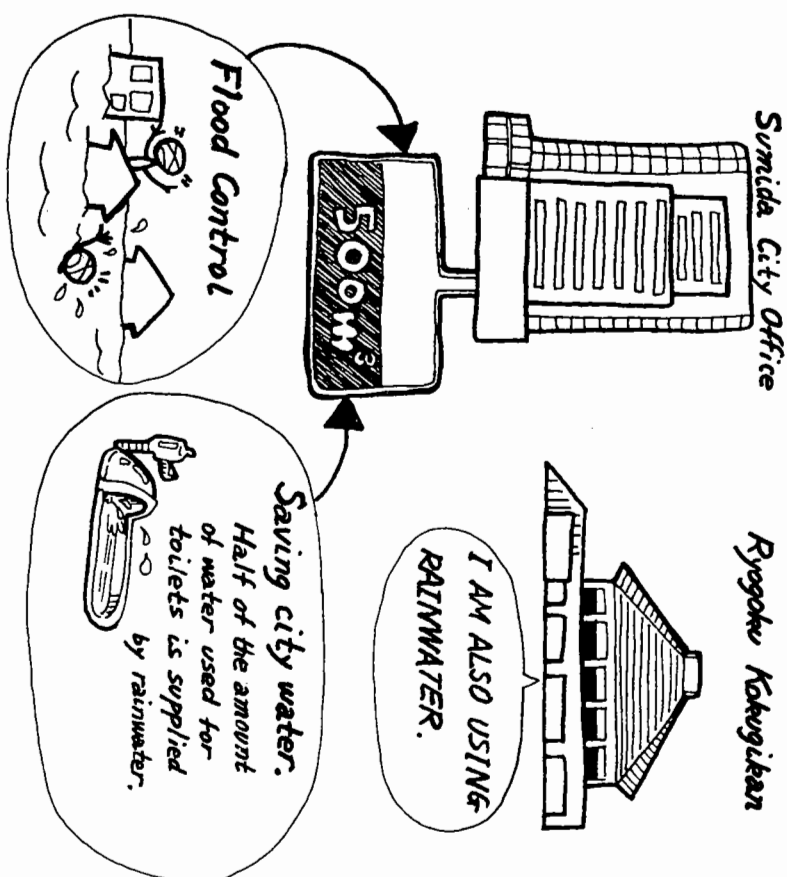 Sumida City Office
Ryogoku Kokugikan
500m³
I AM ALSO USING
RAINWATER.
Flood Control
Saving city water.
Half of the amount
of water used for
toilets is supplied
by rainwater.